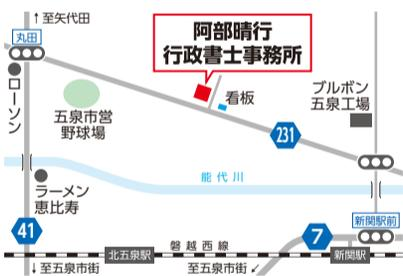 ↑至矢代田
丸田
阿部晴行
行政書士事務所
ローソン
五泉市営
野球場
看板
ブルボン
五泉工場
231
能代川
ラーメン
恵比寿
41
新関駅前
7
磐越西線
北五泉駅
新関駅
↓至五泉市街
至五泉市街↙